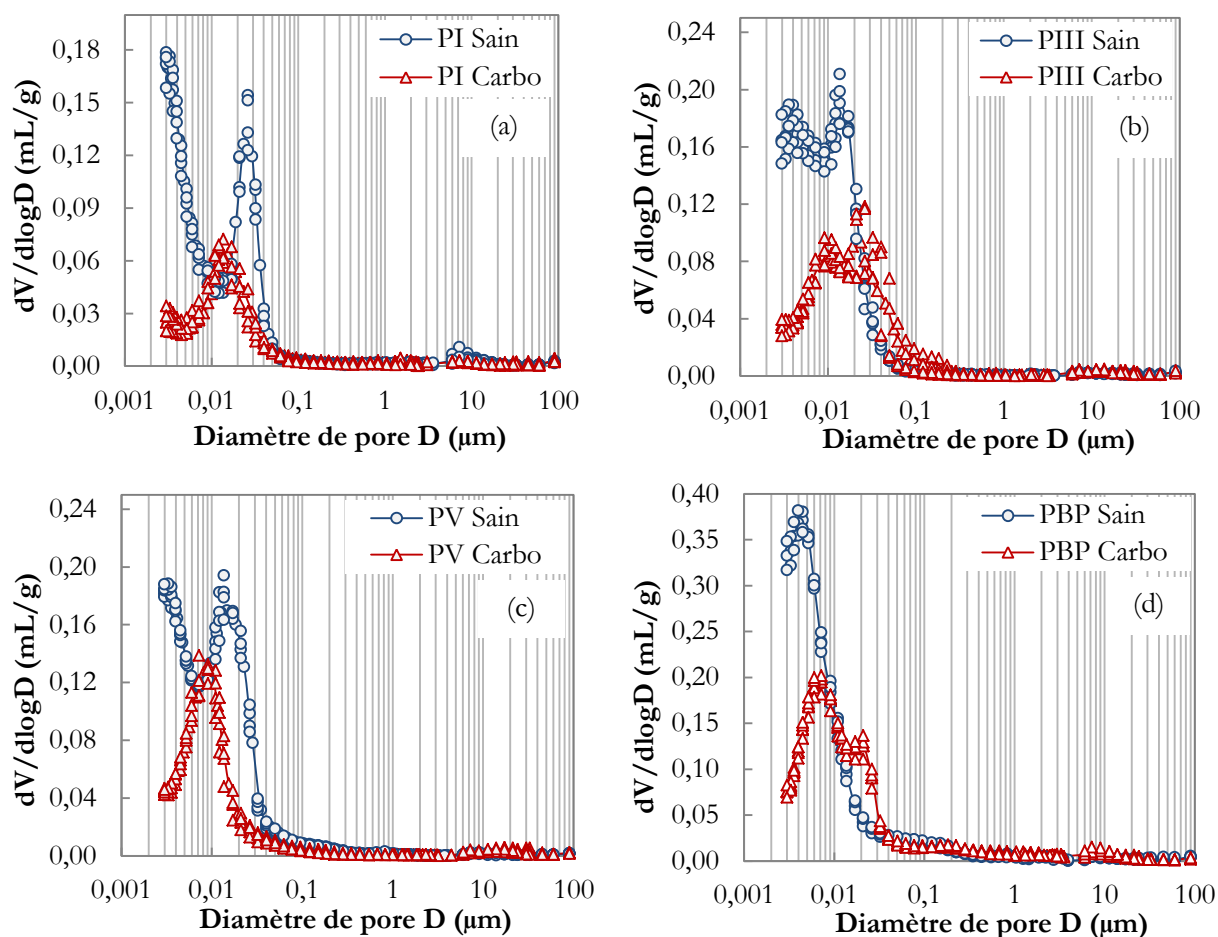 dV/dlogD (mL/g)
0,18
0,15
0,12
0,09
0,06
0,03
0,00
PI Sain
PI Carbo
(a)
0,001
0,01
0,1
1
10
100
Diamètre de pore D (µm)
dV/dlogD (mL/g)
0,24
0,20
0,16
0,12
0,08
0,04
0,00
PIII Sain
PIII Carbo
(b)
0,001
0,01
0,1
1
10
100
Diamètre de pore D (µm)
dV/dlogD (mL/g)
0,24
0,20
0,16
0,12
0,08
0,04
0,00
PV Sain
PV Carbo
(c)
0,001
0,01
0,1
1
10
100
Diamètre de pore D (µm)
dV/dlogD (mL/g)
0,40
0,35
0,30
0,25
0,20
0,15
0,10
0,05
0,00
PBP Sain
PBP Carbo
(d)
0,001
0,01
0,1
1
10
100
Diamètre de pore D (µm)